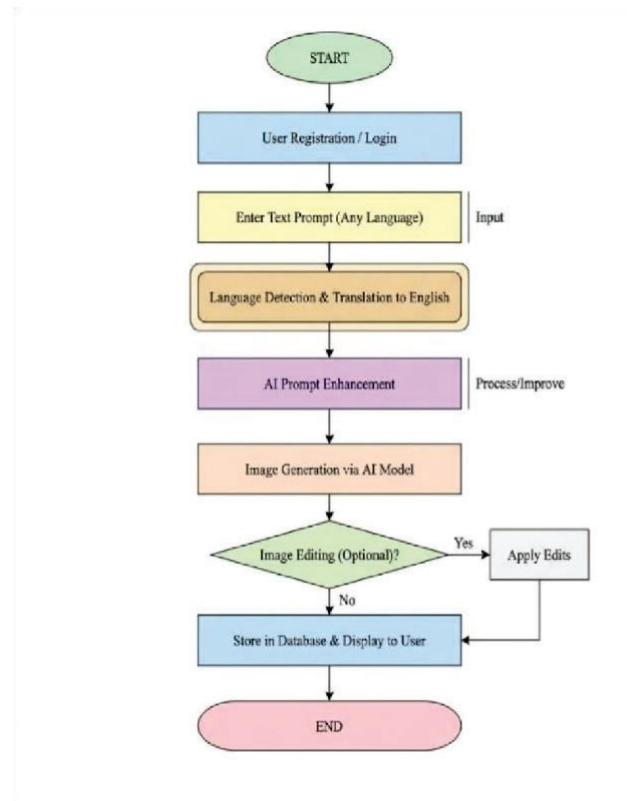 START
User Registration / Login
Enter Text Prompt (Any Language)
Input
Language Detection & Translation to English
AI Prompt Enhancement
Process/Improve
Image Generation via AI Model
Image Editing (Optional)?
Yes
Apply Edits
No
Store in Database & Display to User
END